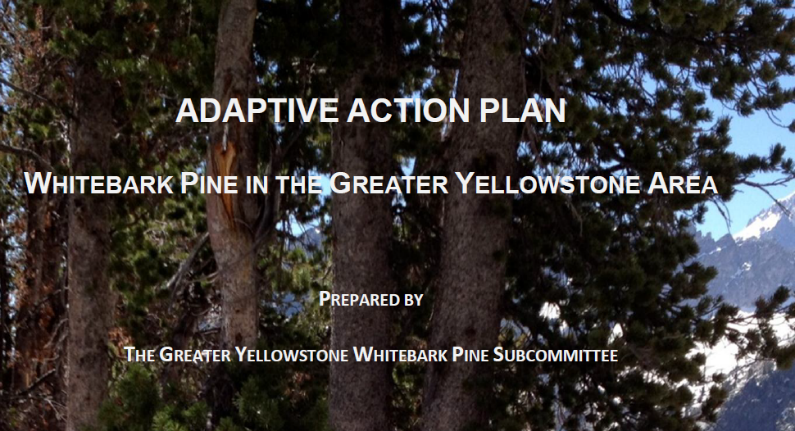 ADAPTIVE ACTION PLAN
WHITEBARK PINE IN THE GREATER YELLOWSTONE AREA
PREPARED BY
THE GREATER YELLOWSTONE WHITEBARK PINE SUBCOMMITTEE